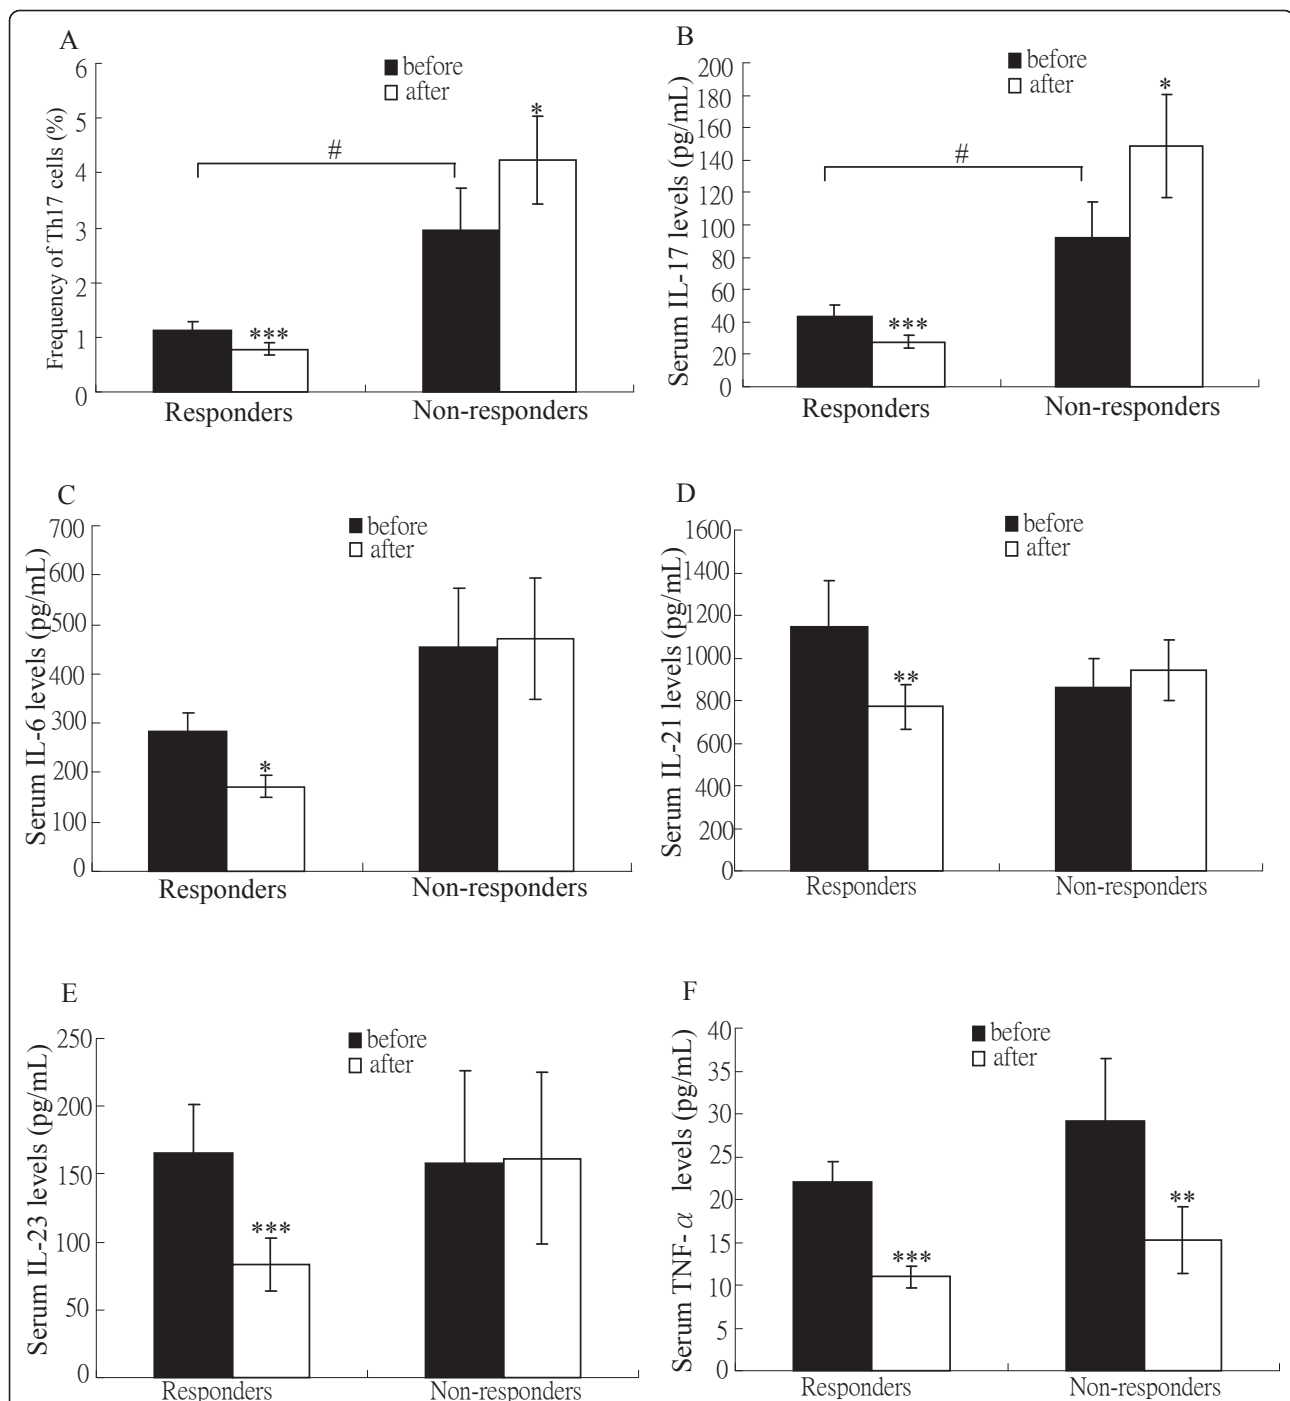 A
Frequency of Th17 cells (%)
6
5
4
3
2
1
0
before
after
#
***
*
Responders
Non-responders
B
Serum IL-17 levels (pg/mL)
200
180
160
140
120
100
80
60
40
20
0
before
after
#
***
*
Responders
Non-responders
C
Serum IL-6 levels (pg/mL)
700
600
500
400
300
200
100
0
before
after
*
Responders
Non-responders
D
Serum IL-21 levels (pg/mL)
1600
1400
1200
1000
800
600
400
200
0
before
after
**
Responders
Non-responders
E
Serum IL-23 levels (pg/mL)
250
200
150
100
50
0
before
after
***
Responders
Non-responders
F
Serum TNF-α levels (pg/mL)
40
35
30
25
20
15
10
5
0
before
after
***
**
Responders
Non-responders